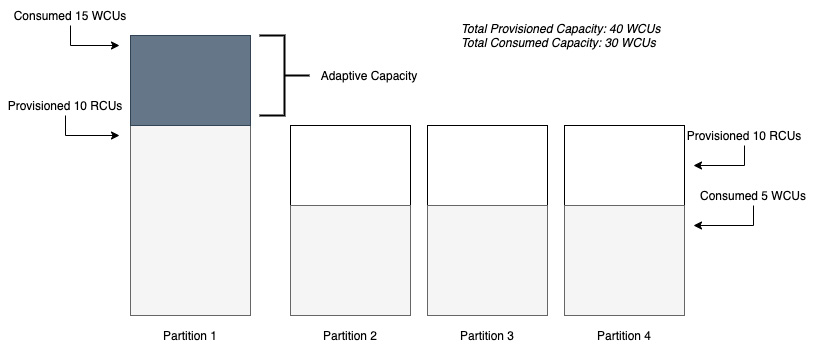 Consumed 15 WCUs
Total Provisioned Capacity: 40 WCUs
Total Consumed Capacity: 30 WCUs
Adaptive Capacity
Provisioned 10 RCUs
Provisioned 10 RCUs
Consumed 5 WCUs
Partition 1
Partition 2
Partition 3
Partition 4